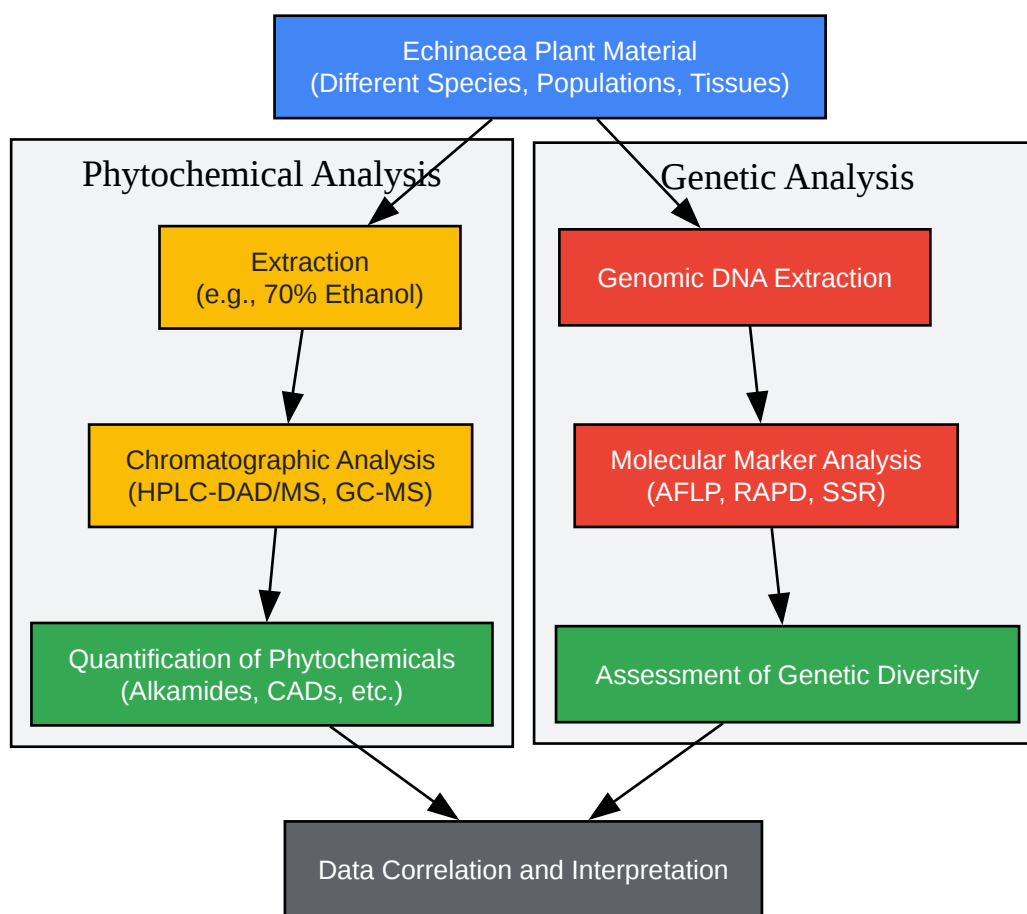 Echinacea Plant Material
(Different Species, Populations, Tissues)
Phytochemical Analysis
Extraction
(e.g., 70% Ethanol)
Chromatographic Analysis
(HPLC-DAD/MS, GC-MS)
Quantification of Phytochemicals
(Alkamides, CADs, etc.)
Genetic Analysis
Genomic DNA Extraction
Molecular Marker Analysis
(AFLP, RAPD, SSR)
Assessment of Genetic Diversity
Data Correlation and Interpretation